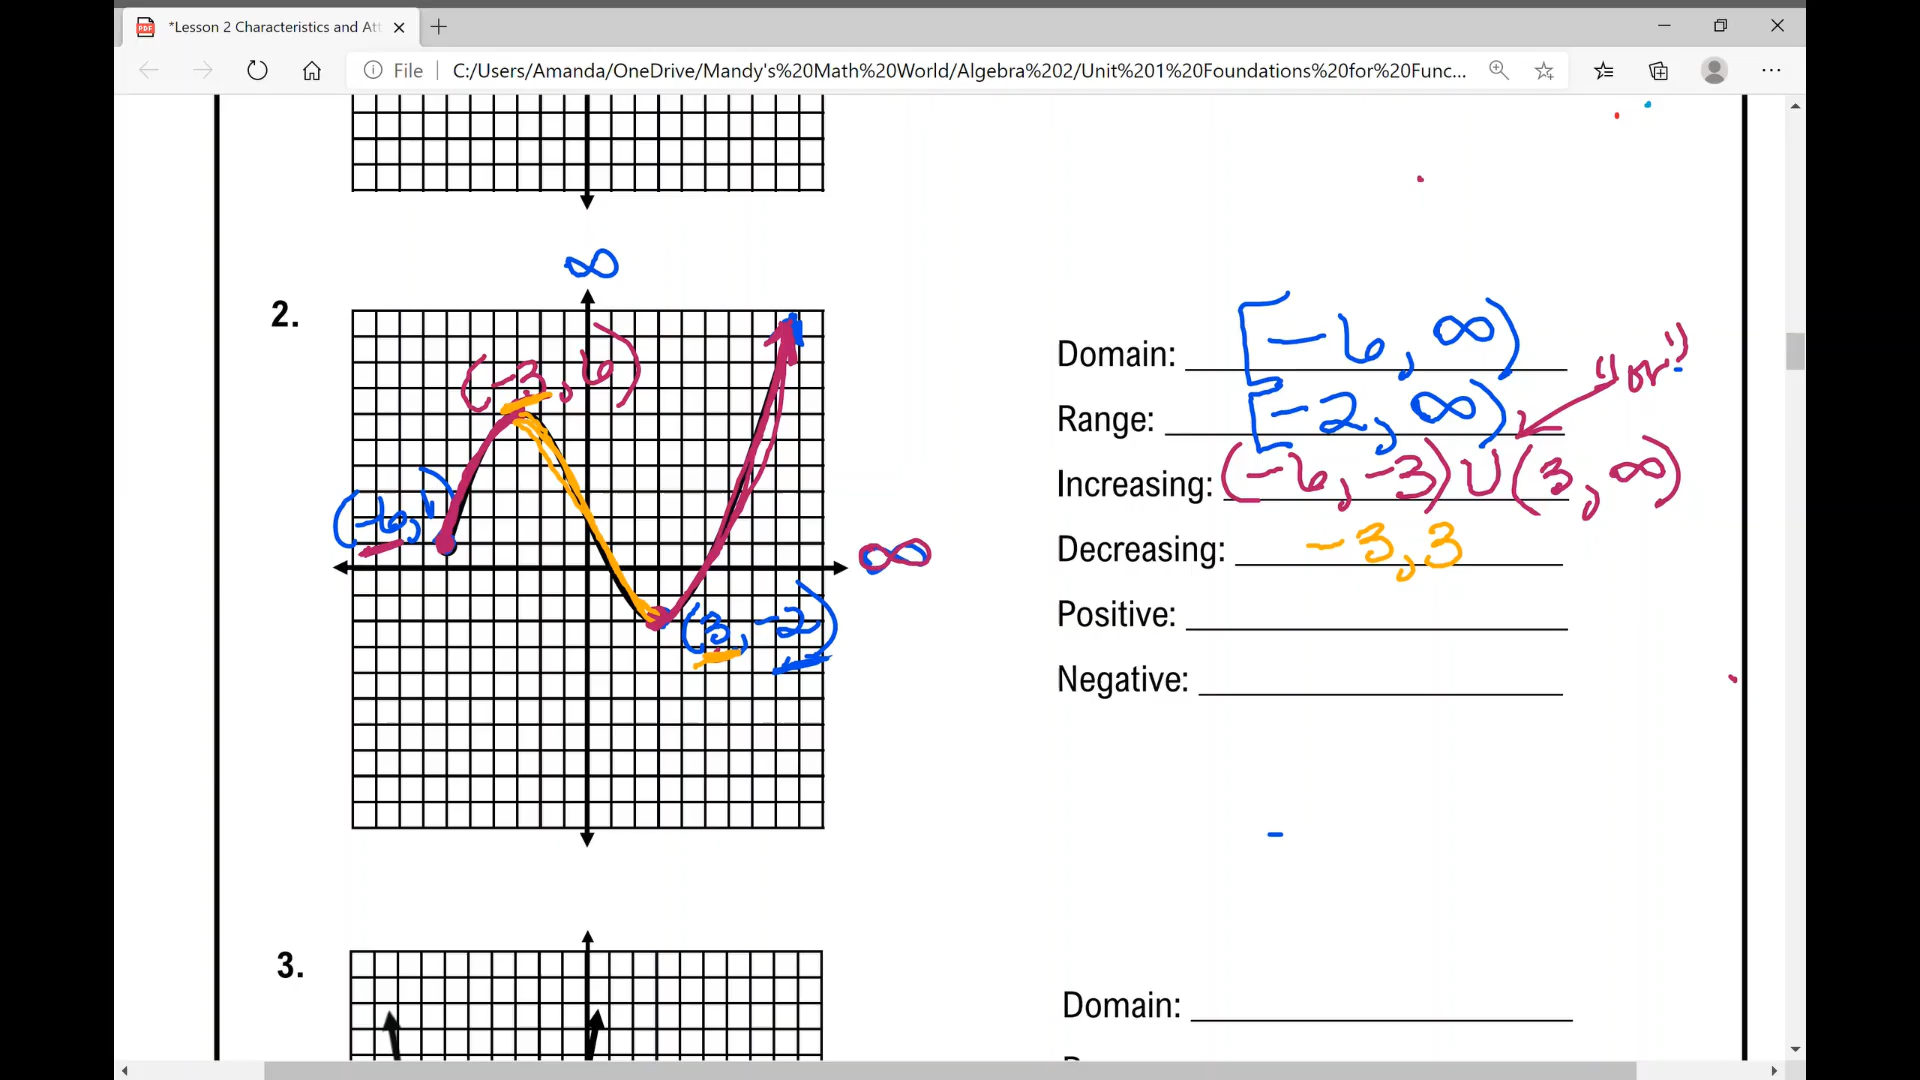 *Lesson 2 Characteristics and Att
File
C:/Users/Amanda/OneDrive/Mandy's%20Math%20World/Algebra%202/Unit%201%20Foundations%20for%20Func...
∞
2.
(-3, 6)
(-6, 1)
∞
(3, -2)
Domain: [-6, ∞)
"or"
Range: [-2, ∞)
Increasing: (-6, -3) U (3, ∞)
Decreasing: -3, 3
Positive:
Negative:
3.
Domain: